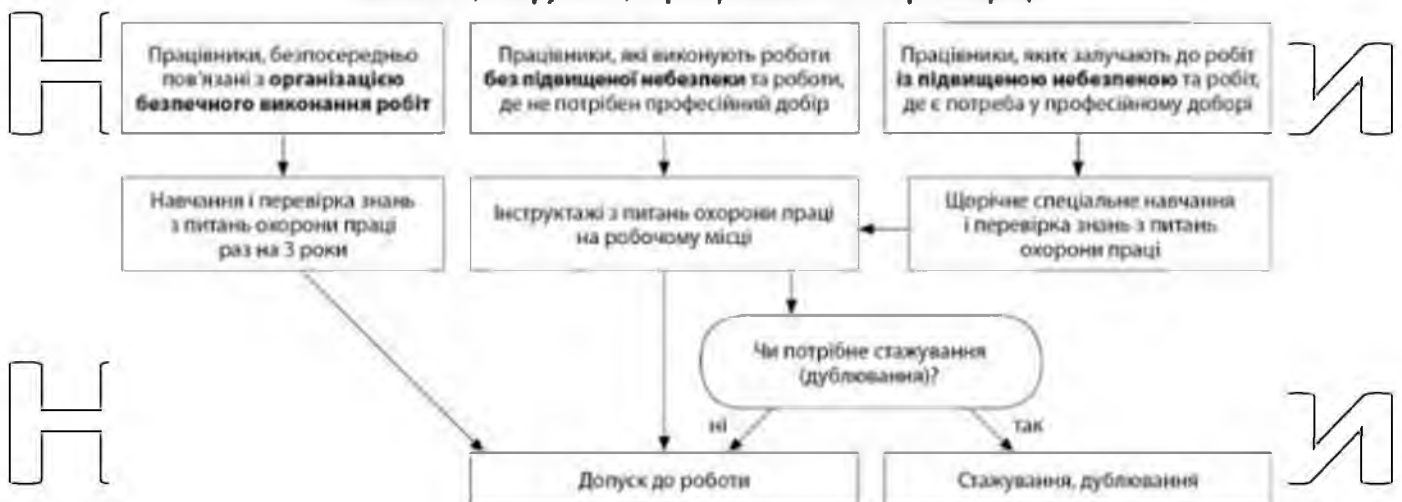 Працівники, безпосередньо
пов'язані з організацією
безпечного виконання робіт
Працівники, які виконують роботи
без підвищеної небезпеки та роботи,
де не потрібен професійний добір
Працівники, яких залучають до робіт
із підвищеною небезпекою та робіт,
де є потреба у професійному доборі
Навчання і перевірка знань
з питань охорони праці
раз на 3 роки
Інструктажі з питань охорони праці
на робочому місці
Щорічне спеціальне навчання
і перевірка знань з питань
охорони праці
Чи потрібне стажування
(дублювання)?
ні
так
Допуск до роботи
Стажування, дублювання
Н
И
Н
И